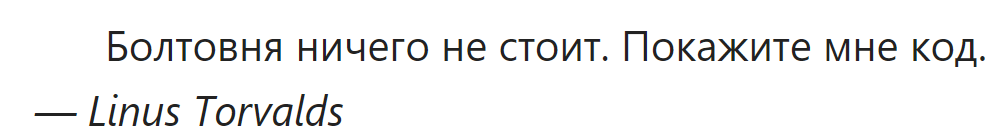 Болтовня ничего не стоит. Покажите мне код.
— Linus Torvalds